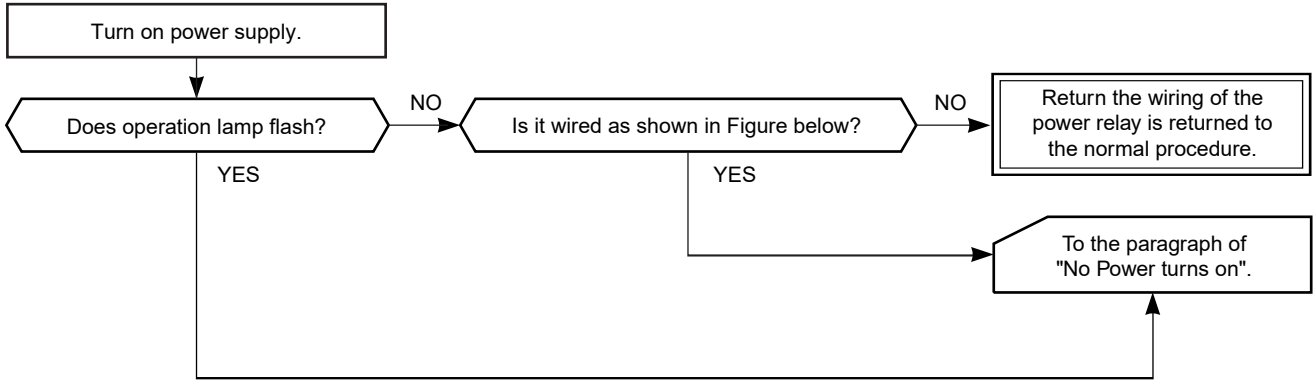 Turn on power supply.
Does operation lamp flash?
NO
Is it wired as shown in Figure below?
NO
Return the wiring of the
power relay is returned to
the normal procedure.
YES
YES
To the paragraph of
"No Power turns on".